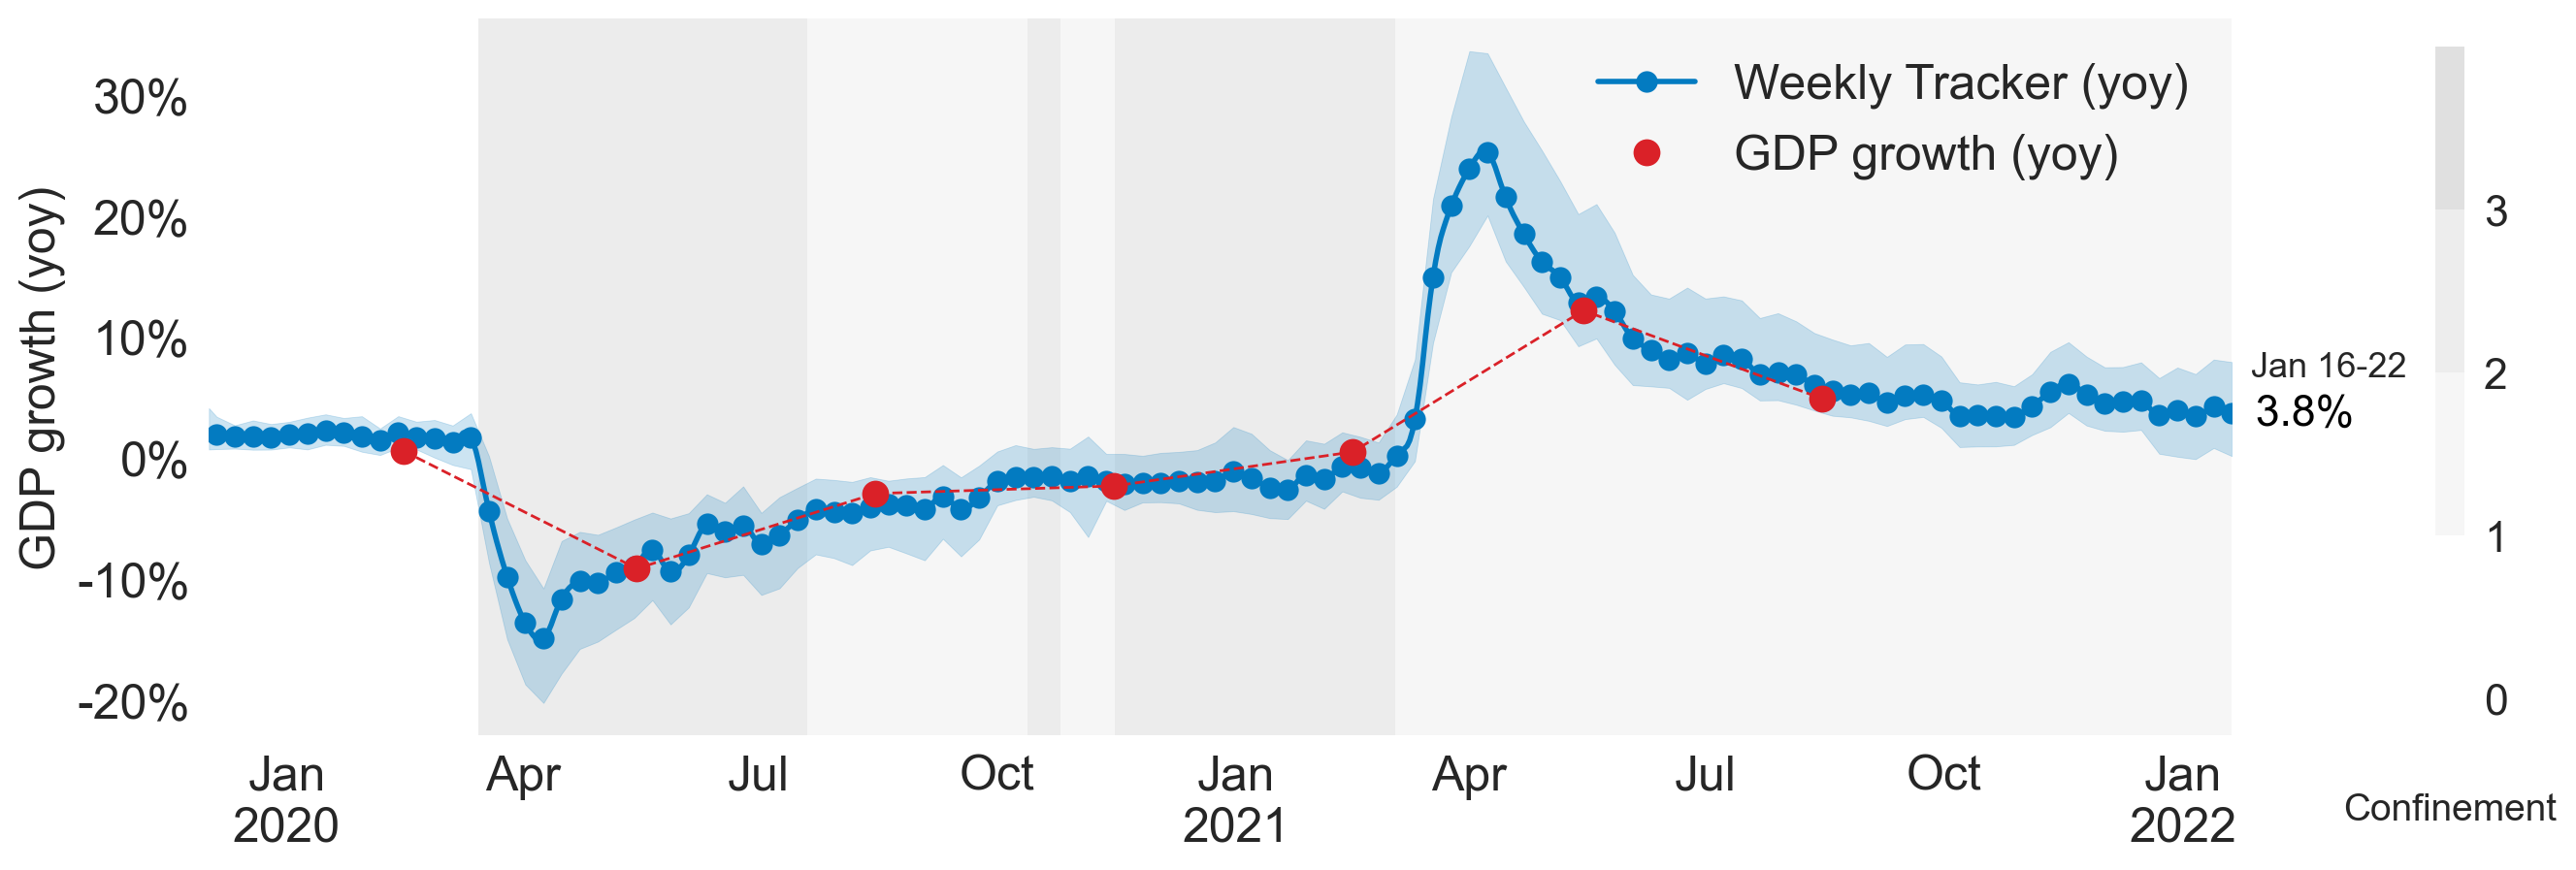 GDP growth (yoy)
30%
20%
10%
0%
-10%
-20%
Weekly Tracker (yoy)
GDP growth (yoy)
Jan 16-22
3.8%
3
2
1
0
Confinement
Jan Apr Jul Oct Jan Apr Jul Oct Jan
2020 2021 2022